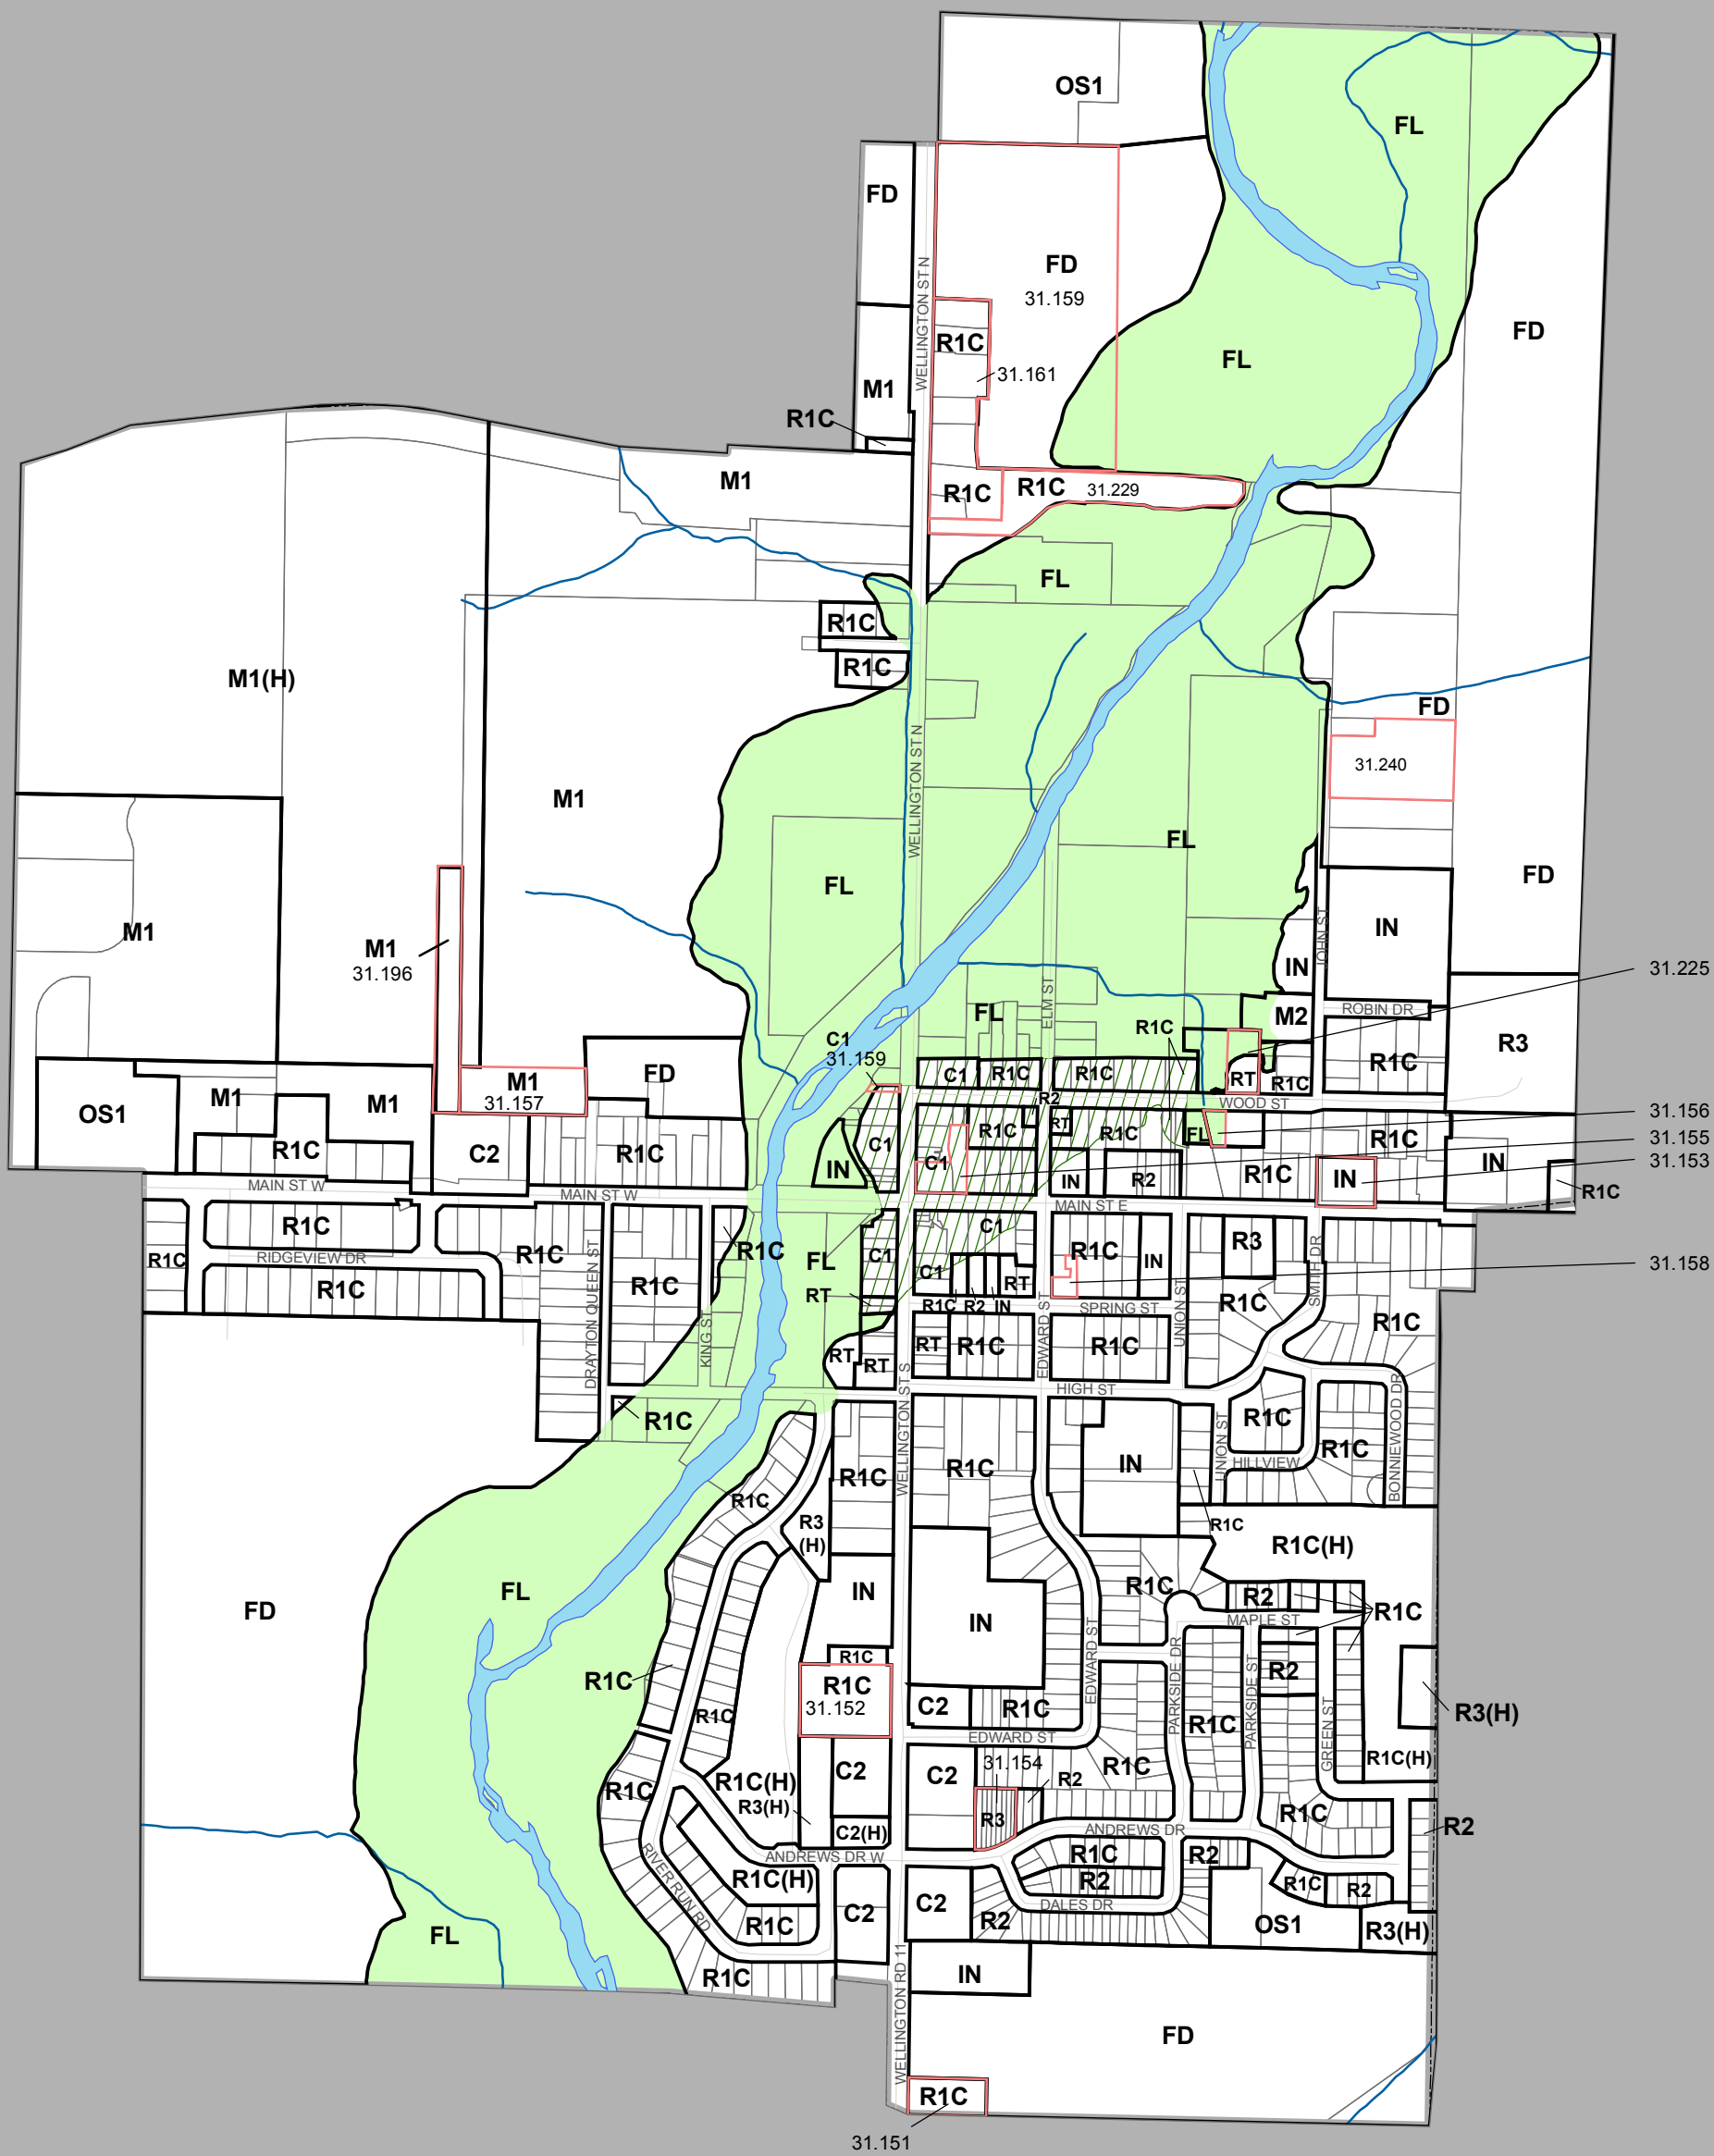 OS1
FL
FD
FD
31.159
WELLINGTON ST N
FD
R1C
FL
31.161
M1
R1C
M1
R1C
R1C
31.229
FL
R1C
R1C
M1(H)
FD
WELLINGTON ST N
31.240
M1
FL
FL
FD
IN
M1
JOHN ST
M1
31.196
IN
31.225
ELM ST
FL
M2
ROBIN DR
R1C
C1
31.159
R3
R1C
FD
C1
R1C
R1C
RT
R1C
M1
31.157
M1
M1
OS1
R2
WOOD ST
31.156
RT
R1C
FL
R1C
R1C
C1
31.155
R1C
C2
R1C
IN
C1
IN
R2
R1C
IN
IN
31.153
R1C
MAIN ST W
MAIN ST W
MAIN ST E
R1C
R1C
R1C
R1C
FL
C1
C1
R1C
IN
R3
RIDGEVIEW DR
R1C
DRAYTON QUEEN ST
R1C
KING ST
RT
C1
RT
R1C
R2
IN
SPRING ST
UNION ST
SMITH DR
31.158
R1C
R1C
RT
RT
RT
R1C
EDWARD ST
R1C
HIGH ST
R1C
WELLINGTON ST S
R1C
R1C
R1C
IN
UNION ST
R1C
HILLVIEW
R1C
BONNIEWOOD DR
R1C
R3
(H)
R1C
R1C(H)
FL
FD
IN
IN
R1C
R2
R1C
MAPLE ST
EDWARD ST
PARKSIDE DR
PARKSIDE ST
R2
GREEN ST
R1C
R1C
R1C
31.152
R1C
C2
R1C
R1C
R3(H)
EDWARD ST
31.154
R1C(H)
R1C
R1C(H)
R3(H)
C2
C2
R2
R1C
R3
R1C
R2
C2(H)
ANDREWS DR
ANDREWS DR W
RIVER RUN RD
R1C(H)
R1C
R2
R2
R1C
R2
C2
R1C
C2
DALES DR
R2
OS1
R3(H)
FL
R1C
IN
WELLINGTON RD 11
FD
R1C
31.151